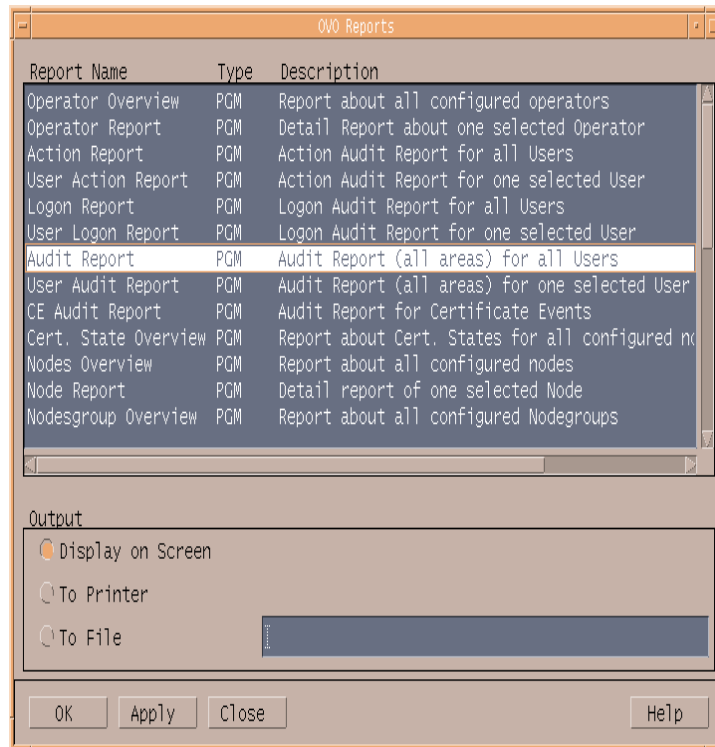 OVO Reports
Report Name Type Description
Operator Overview PGM Report about all configured operators
Operator Report PGM Detail Report about one selected Operator
Action Report PGM Action Audit Report for all Users
User Action Report PGM Action Audit Report for one selected User
Logon Report PGM Logon Audit Report for all Users
User Logon Report PGM Logon Audit Report for one selected User
Audit Report PGM Audit Report (all areas) for all Users
User Audit Report PGM Audit Report (all areas) for one selected User
CE Audit Report PGM Audit Report for Certificate Events
Cert. State Overview PGM Report about Cert. States for all configured
Nodes Overview PGM Report about all configured nodes
Node Report PGM Detail report of one selected Node
Nodesgroup Overview PGM Report about all configured Nodegroups
Output
Display on Screen
To Printer
To File
OK Apply Close Help